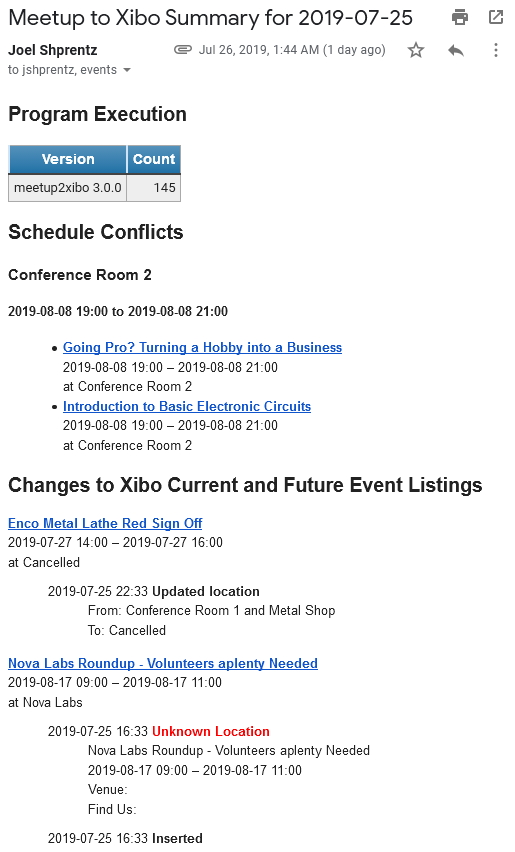 Meetup to Xibo Summary for 2019-07-25
Joel Shprentz
Jul 26, 2019, 1:44 AM (1 day ago)
to jshprentz, events
Program Execution
Version Count
meetup2xibo 3.0.0 145
Schedule Conflicts
Conference Room 2
2019-08-08 19:00 to 2019-08-08 21:00
• Going Pro? Turning a Hobby into a Business
2019-08-08 19:00 – 2019-08-08 21:00
at Conference Room 2
• Introduction to Basic Electronic Circuits
2019-08-08 19:00 – 2019-08-08 21:00
at Conference Room 2
Changes to Xibo Current and Future Event Listings
Enco Metal Lathe Red Sign Off
2019-07-27 14:00 – 2019-07-27 16:00
at Cancelled
2019-07-25 22:33 Updated location
From: Conference Room 1 and Metal Shop
To: Cancelled
Nova Labs Roundup - Volunteers aplenty Needed
2019-08-17 09:00 – 2019-08-17 11:00
at Nova Labs
2019-07-25 16:33 Unknown Location
Nova Labs Roundup - Volunteers aplenty Needed
2019-08-17 09:00 – 2019-08-17 11:00
Venue:
Find Us:
2019-07-25 16:33 Inserted